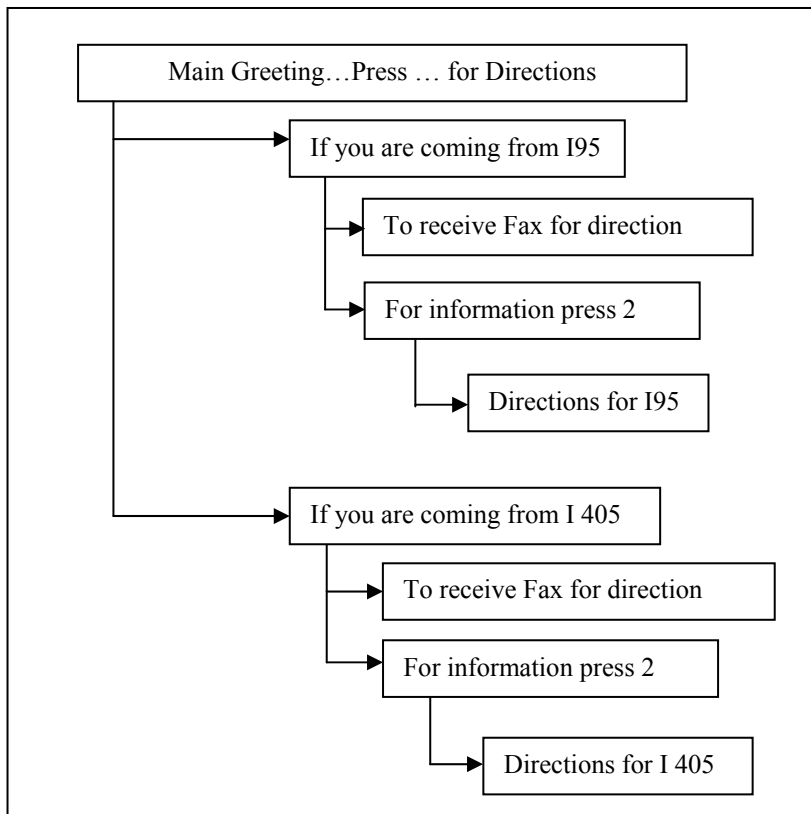 Main Greeting…Press … for Directions
If you are coming from I95
To receive Fax for direction
For information press 2
Directions for I95
If you are coming from I 405
To receive Fax for direction
For information press 2
Directions for I 405